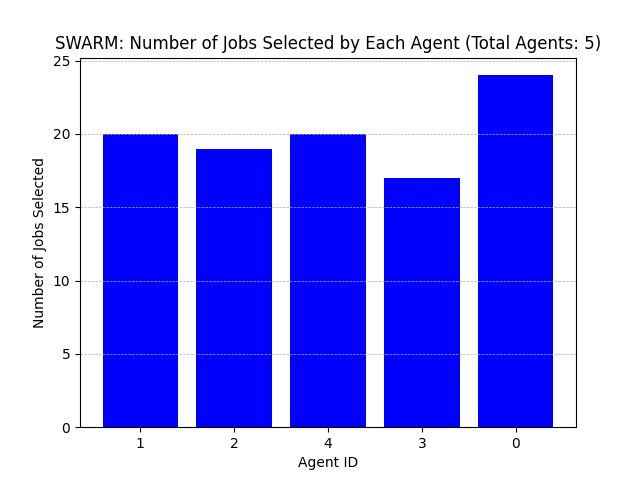 SWARM: Number of Jobs Selected by Each Agent (Total Agents: 5)
25
20
15
10
5
0
Number of Jobs Selected
1 2 4 3 0
Agent ID